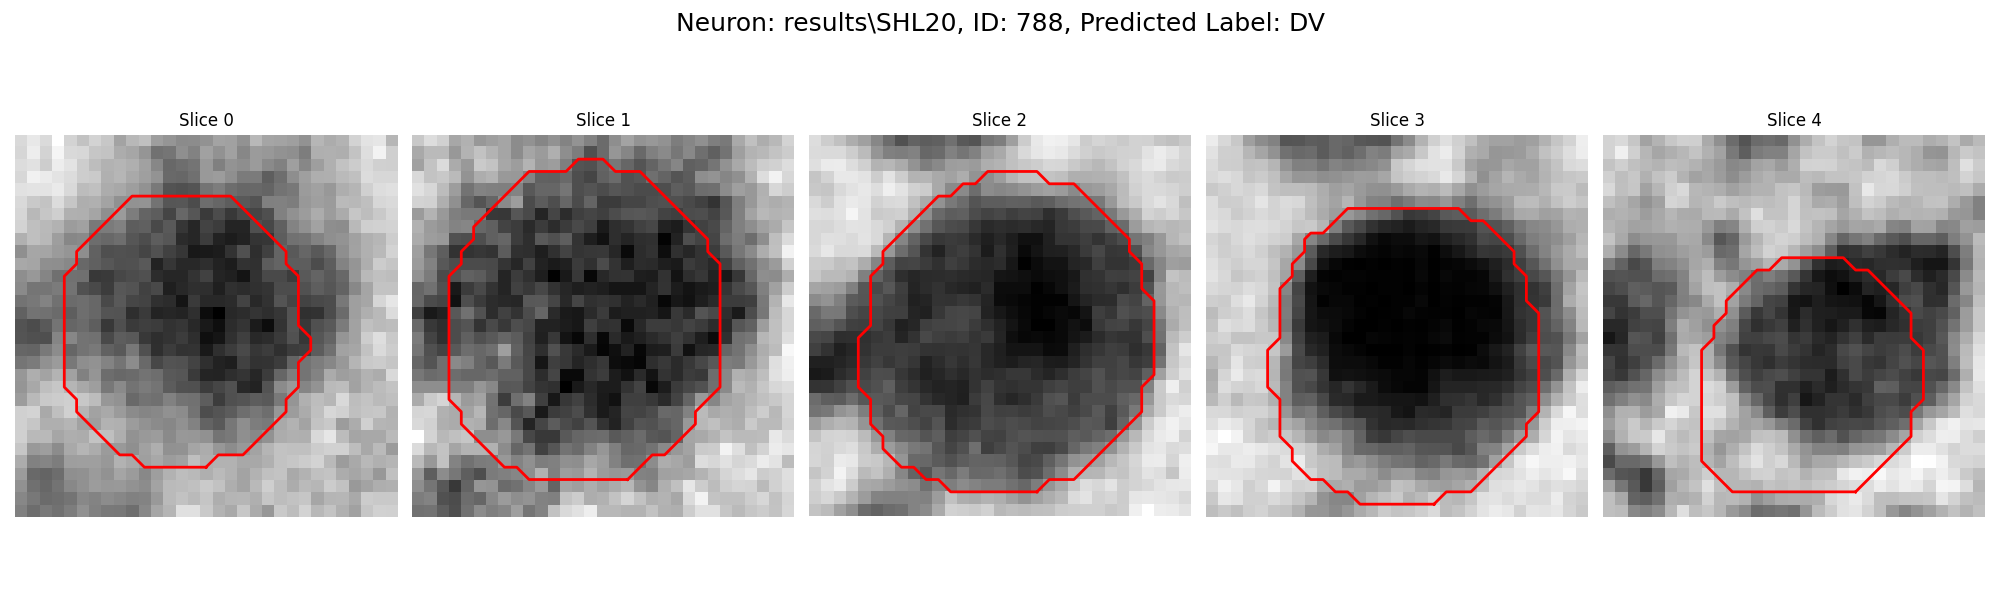 Neuron: results\SHL20, ID: 788, Predicted Label: DV
Slice 0
Slice 1
Slice 2
Slice 3
Slice 4